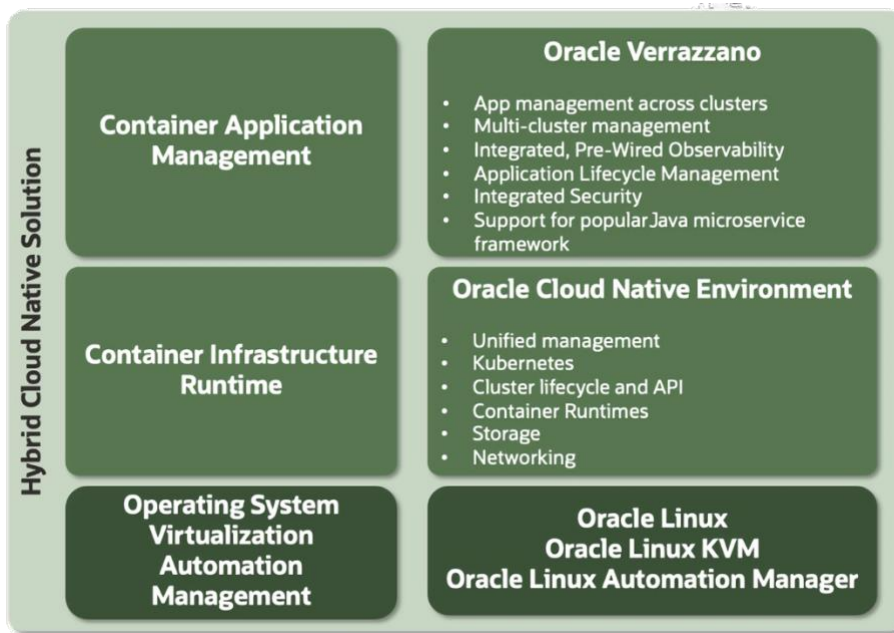 Hybrid Cloud Native Solution
Container Application
Management
Oracle Verrazzano
• App management across clusters
• Multi-cluster management
• Integrated, Pre-Wired Observability
• Application Lifecycle Management
• Integrated Security
• Support for popular Java microservice
framework
Container Infrastructure
Runtime
Oracle Cloud Native Environment
• Unified management
• Kubernetes
• Cluster lifecycle and API
• Container Runtimes
• Storage
• Networking
Operating System
Virtualization
Automation
Management
Oracle Linux
Oracle Linux KVM
Oracle Linux Automation Manager